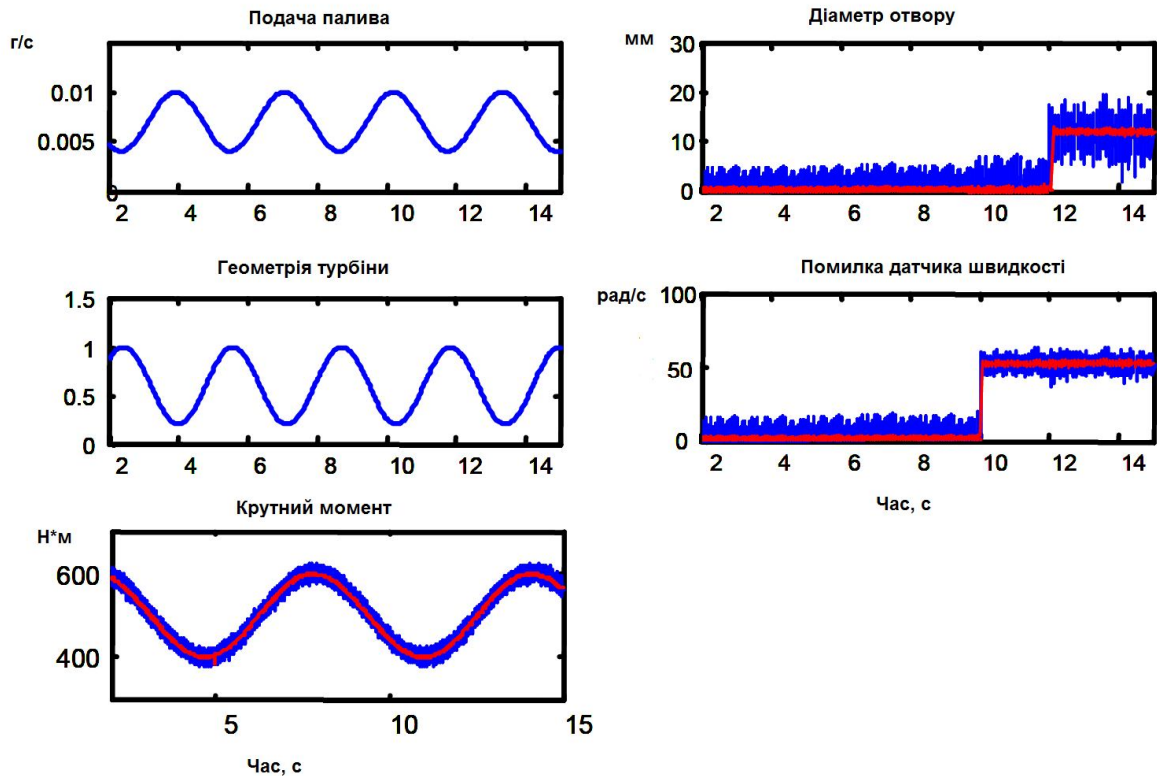 Подача палива
г/с
0.01
0.005
0
2 4 6 8 10 12 14
Діаметр отвору
мм
30
20
10
0
2 4 6 8 10 12 14
Геометрія турбіни
1.5
1
0.5
0
2 4 6 8 10 12 14
Помилка датчика швидкості
рад/с
100
50
0
2 4 6 8 10 12 14
Час, с
Крутний момент
Н*м
600
400
5 10 15
Час, с